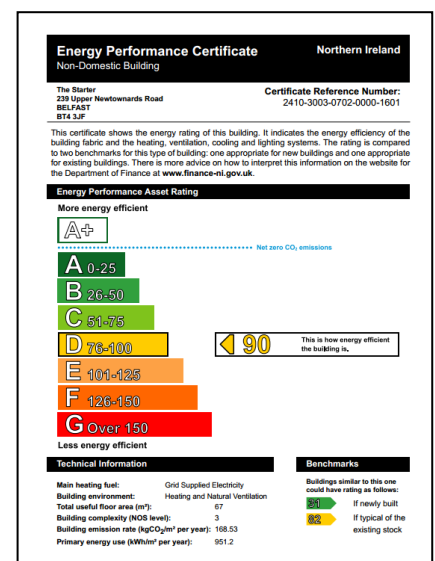 Energy Performance Certificate
Northern Ireland
Non-Domestic Building
The Starter
239 Upper Newtownards Road
BELFAST
BT4 3JF
Certificate Reference Number:
2410-3003-0702-0000-1601
This certificate shows the energy rating of this building. It indicates the energy efficiency of the
building fabric and the heating, ventilation, cooling and lighting systems. The rating is compared
to two benchmarks for this type of building: one appropriate for new buildings and one appropriate
for existing buildings. There is more advice on how to interpret this information on the website for
the Department of Finance at www.finance-ni.gov.uk.
Energy Performance Asset Rating
More energy efficient
A+
Net zero CO₂ emissions
A 0-25
B 26-50
C 51-75
D 76-100
90
This is how energy efficient
the building is.
E 101-125
F 126-150
G Over 150
Less energy efficient
Technical Information
Main heating fuel: Grid Supplied Electricity
Building environment: Heating and Natural Ventilation
Total useful floor area (m²): 67
Building complexity (NOS level): 3
Building emission rate (kgCO₂/m² per year): 168.53
Primary energy use (kWh/m² per year): 951.2
Benchmarks
Buildings similar to this one
could have rating as follows:
31 If newly built
82 If typical of the
existing stock